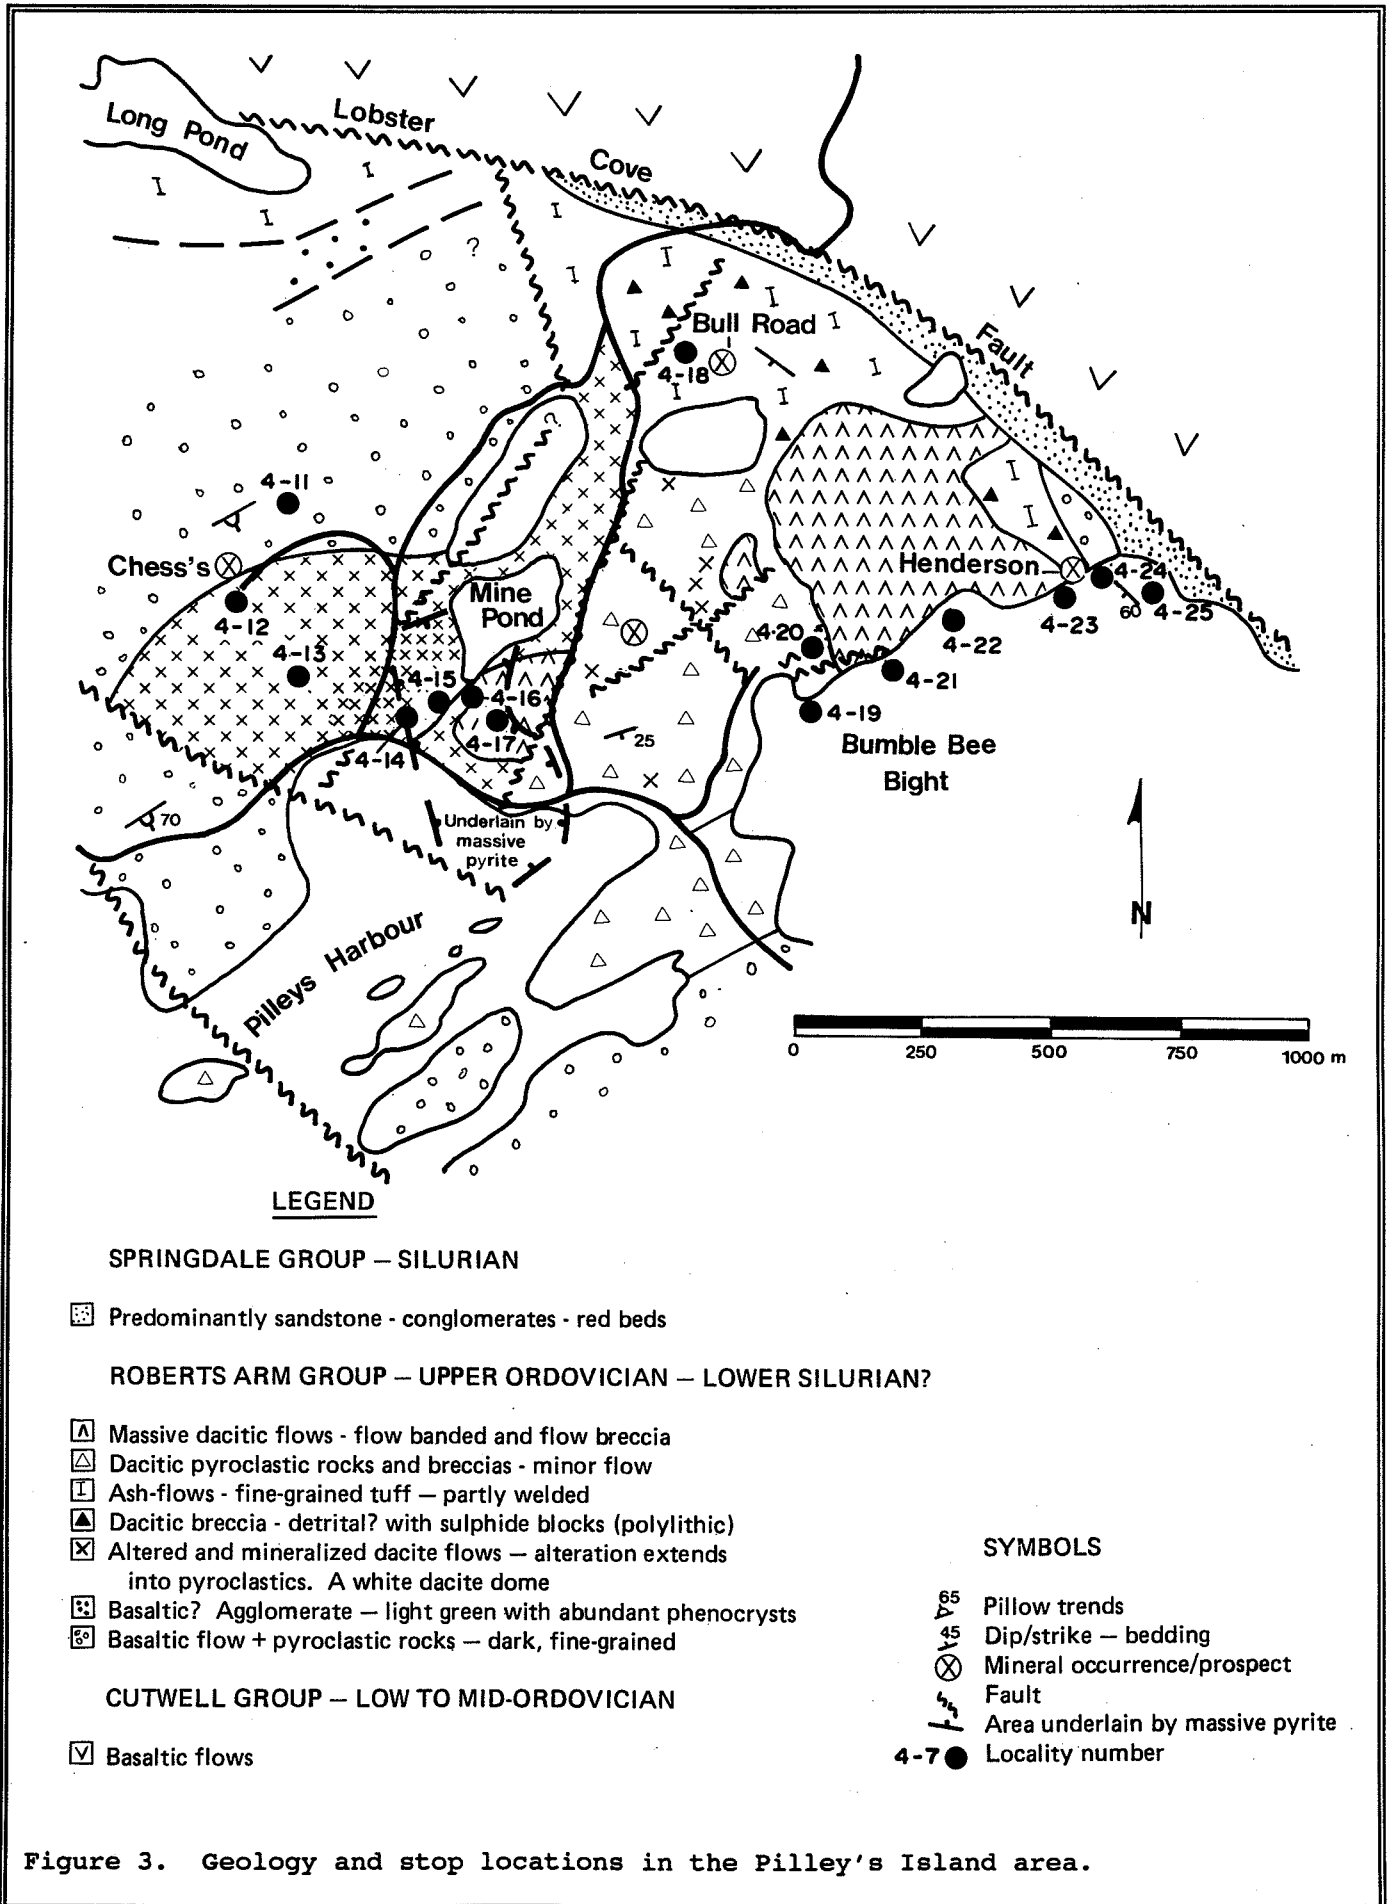 Long Pond
Lobster
Cove
Fault
?
Bull Road
4-18
?
4-11
Chess's
4-12
4-13
Mine
Pond
Henderson
4-24
60
4-25
4-23
4-20
4-22
4-15
4-16
4-21
4-17
4-19
4-14
25
Bumble Bee
Bight
70
Underlain by
massive
pyrite
N
Pilleys Harbour
0 250 500 750 1000 m
LEGEND
SPRINGDALE GROUP – SILURIAN
Predominantly sandstone - conglomerates - red beds
ROBERTS ARM GROUP – UPPER ORDOVICIAN – LOWER SILURIAN?
Massive dacitic flows - flow banded and flow breccia
Dacitic pyroclastic rocks and breccias - minor flow
Ash-flows - fine-grained tuff – partly welded
Dacitic breccia - detrital? with sulphide blocks (polylithic)
Altered and mineralized dacite flows – alteration extends
into pyroclastics. A white dacite dome
Basaltic? Agglomerate – light green with abundant phenocrysts
Basaltic flow + pyroclastic rocks – dark, fine-grained
CUTWELL GROUP – LOW TO MID-ORDOVICIAN
Basaltic flows
SYMBOLS
65 Pillow trends
45 Dip/strike – bedding
Mineral occurrence/prospect
Fault
Area underlain by massive pyrite
4-7 Locality number
Figure 3. Geology and stop locations in the Pilley's Island area.